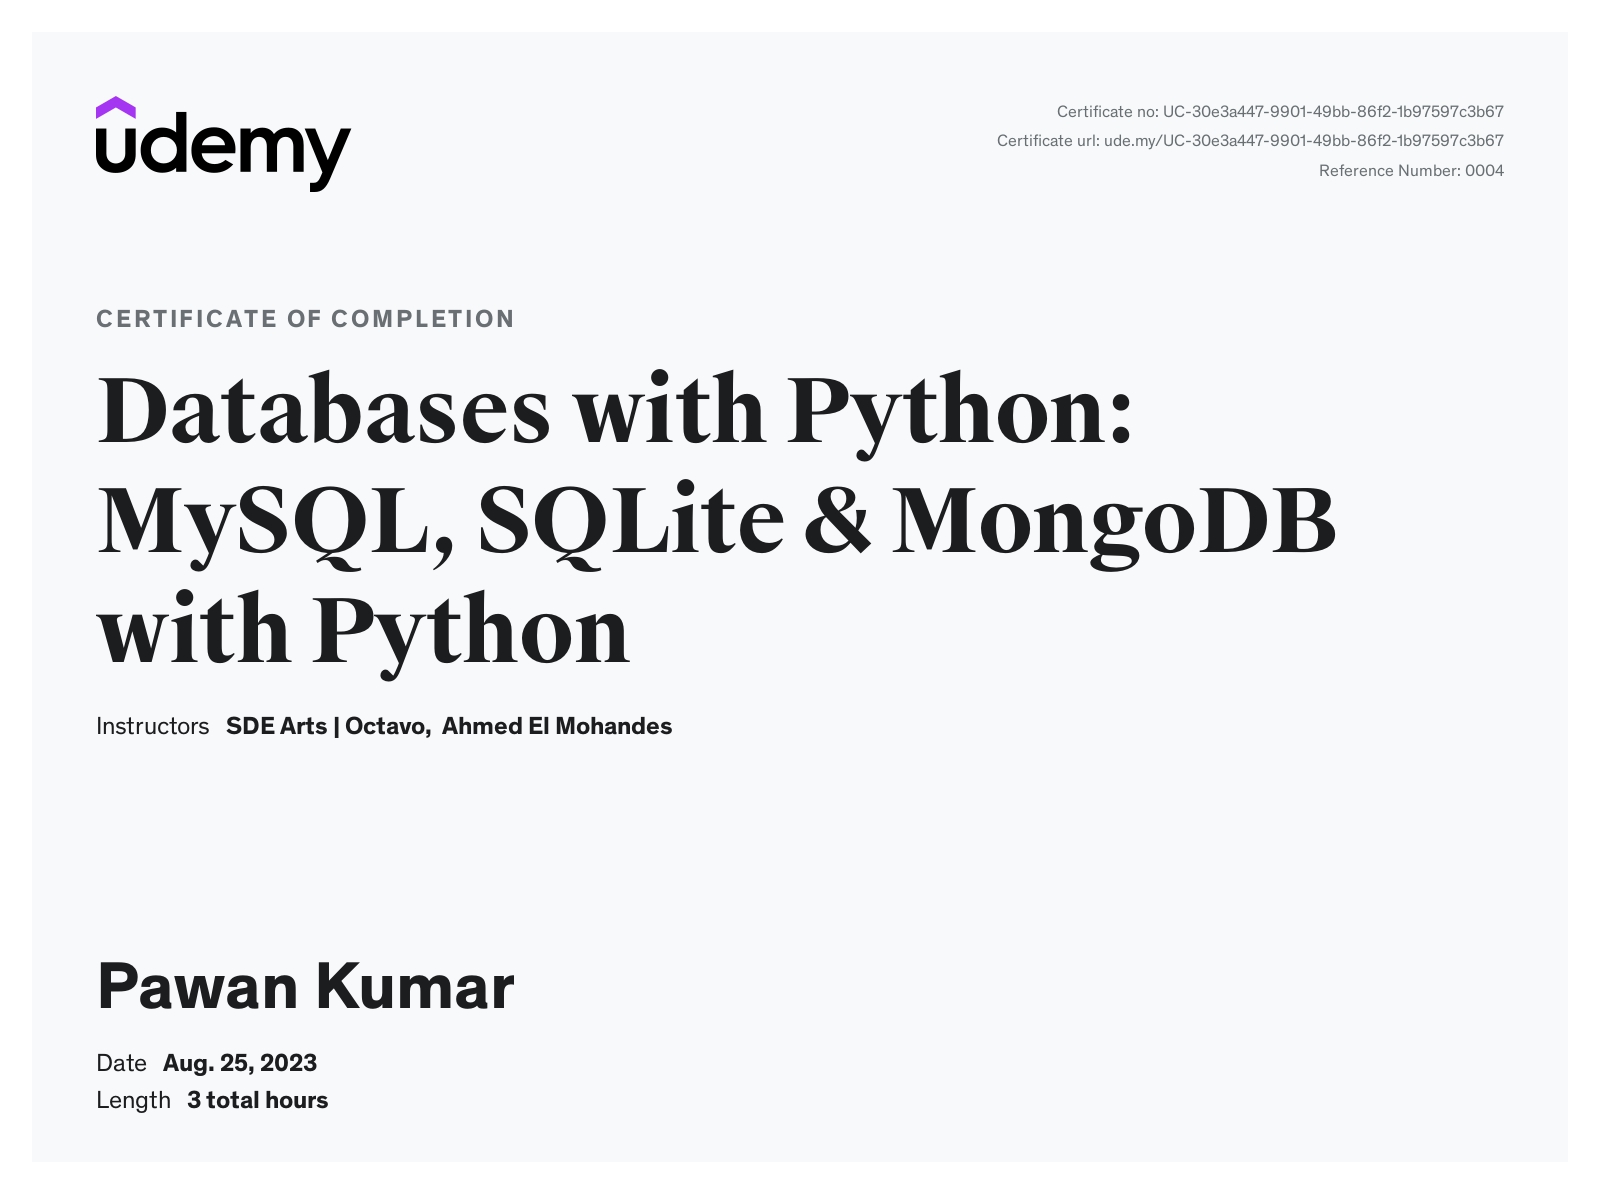 udemy
Certificate no: UC-30e3a447-9901-49bb-86f2-1b97597c3b67
Certificate url: ude.my/UC-30e3a447-9901-49bb-86f2-1b97597c3b67
Reference Number: 0004
CERTIFICATE OF COMPLETION
Databases with Python:
MySQL, SQLite & MongoDB
with Python
Instructors SDE Arts | Octavo, Ahmed El Mohandes
Pawan Kumar
Date Aug. 25, 2023
Length 3 total hours